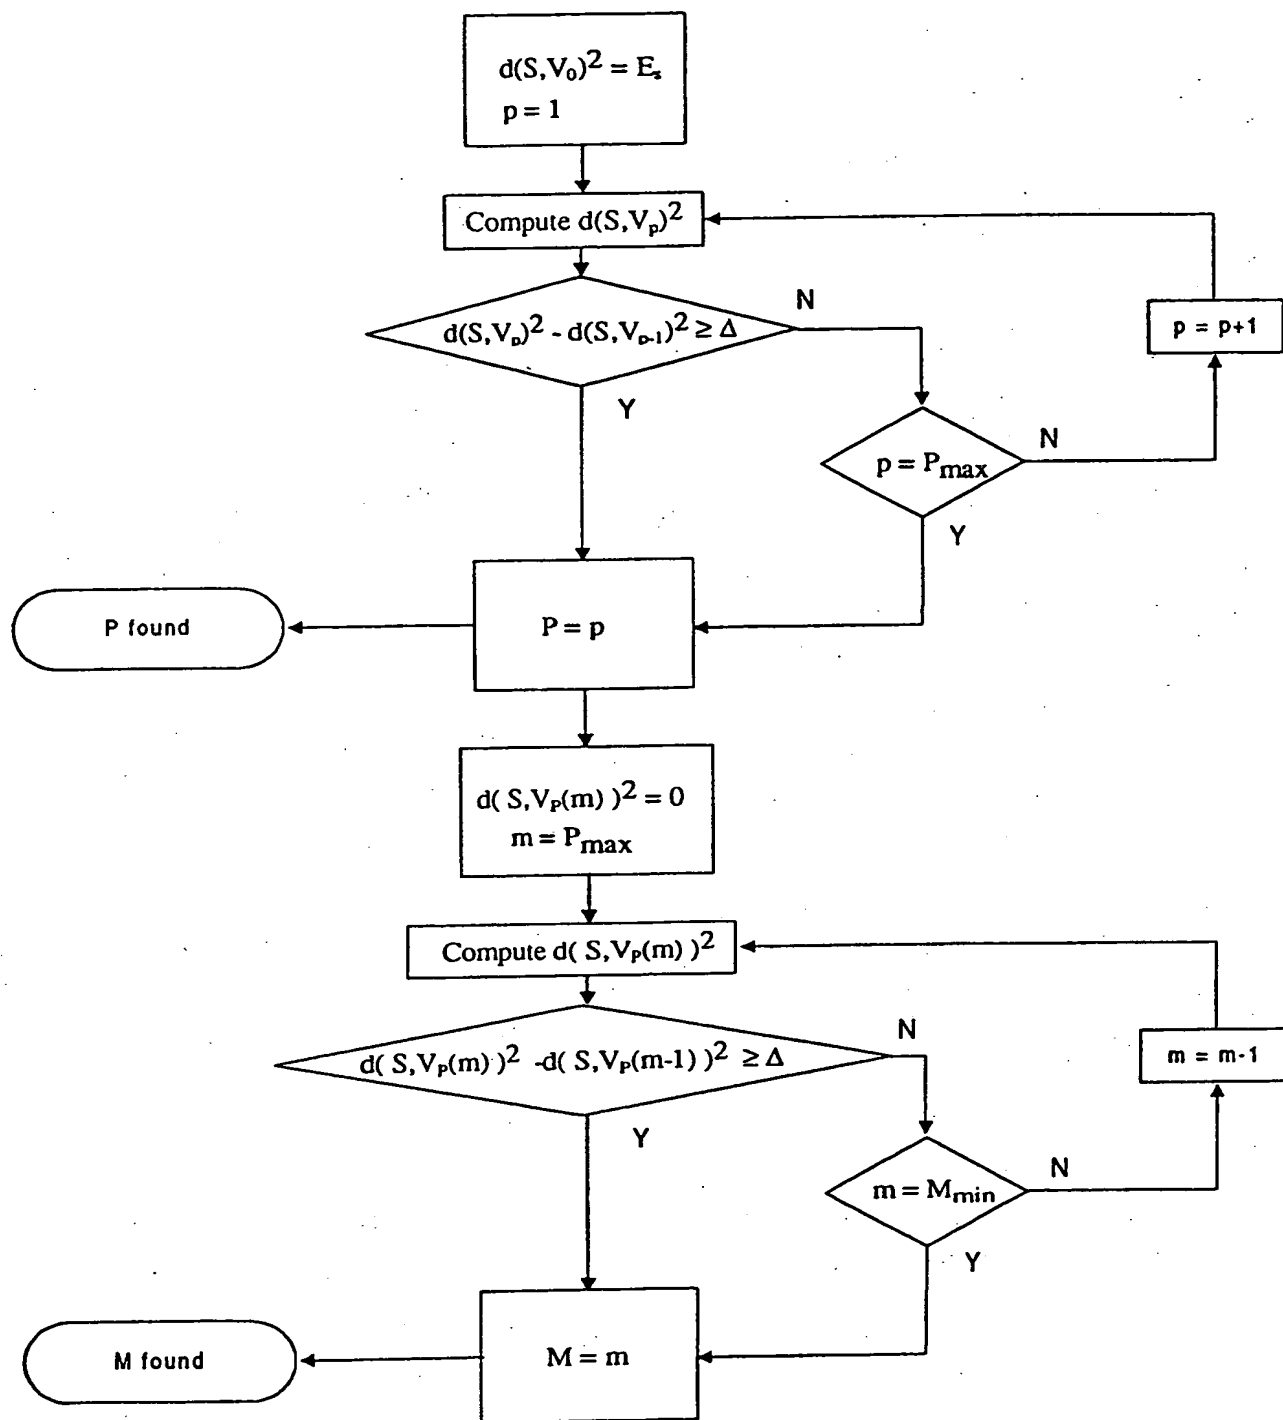 d(S,V₀)² = Eₛ
p = 1
Compute d(S,Vₚ)²
N
d(S,Vₚ)² - d(S,Vₚ₋₁)² ≥ Δ
p = p+1
Y
N
p = Pmax
Y
P found
P = p
d( S,Vₚ(m) )² = 0
m = Pmax
Compute d( S,Vₚ(m) )²
N
d( S,Vₚ(m) )² -d( S,Vₚ(m-1) )² ≥ Δ
m = m-1
Y
N
m = Mmin
Y
M found
M = m